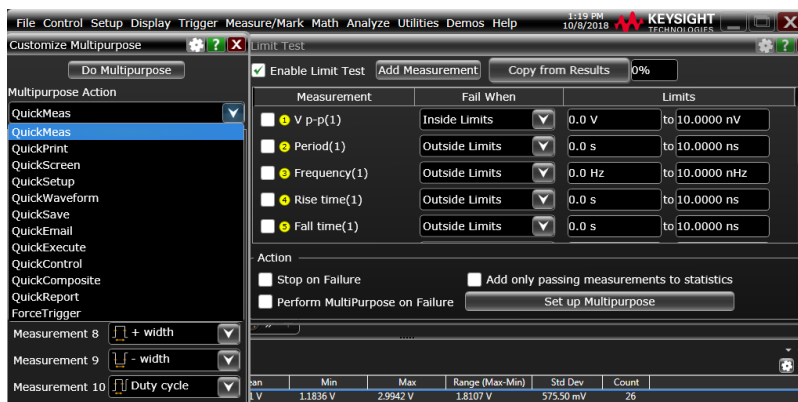 File Control Setup Display Trigger Measure/Mark Math Analyze Utilities Demos Help
1:19 PM
10/8/2018
KEYSIGHT
TECHNOLOGIES
Customize Multipurpose ? X
Do Multipurpose
Multipurpose Action
QuickMeas
QuickMeas
QuickPrint
QuickScreen
QuickSetup
QuickWaveform
QuickSave
QuickEmail
QuickExecute
QuickControl
QuickComposite
QuickReport
ForceTrigger
Measurement 8 + width
Measurement 9 - width
Measurement 10 Duty cycle
Limit Test ?
Enable Limit Test Add Measurement Copy from Results 0%
Measurement Fail When Limits
1 V p-p(1) Inside Limits 0.0 V to 10.0000 nV
2 Period(1) Outside Limits 0.0 s to 10.0000 ns
3 Frequency(1) Outside Limits 0.0 Hz to 10.0000 nHz
4 Rise time(1) Outside Limits 0.0 s to 10.0000 ns
5 Fall time(1) Outside Limits 0.0 s to 10.0000 ns
Action
Stop on Failure Add only passing measurements to statistics
Perform MultiPurpose on Failure Set up Multipurpose
Min Max Range (Max-Min) Std Dev Count
1.1836 V 2.9942 V 1.8107 V 575.50 mV 26